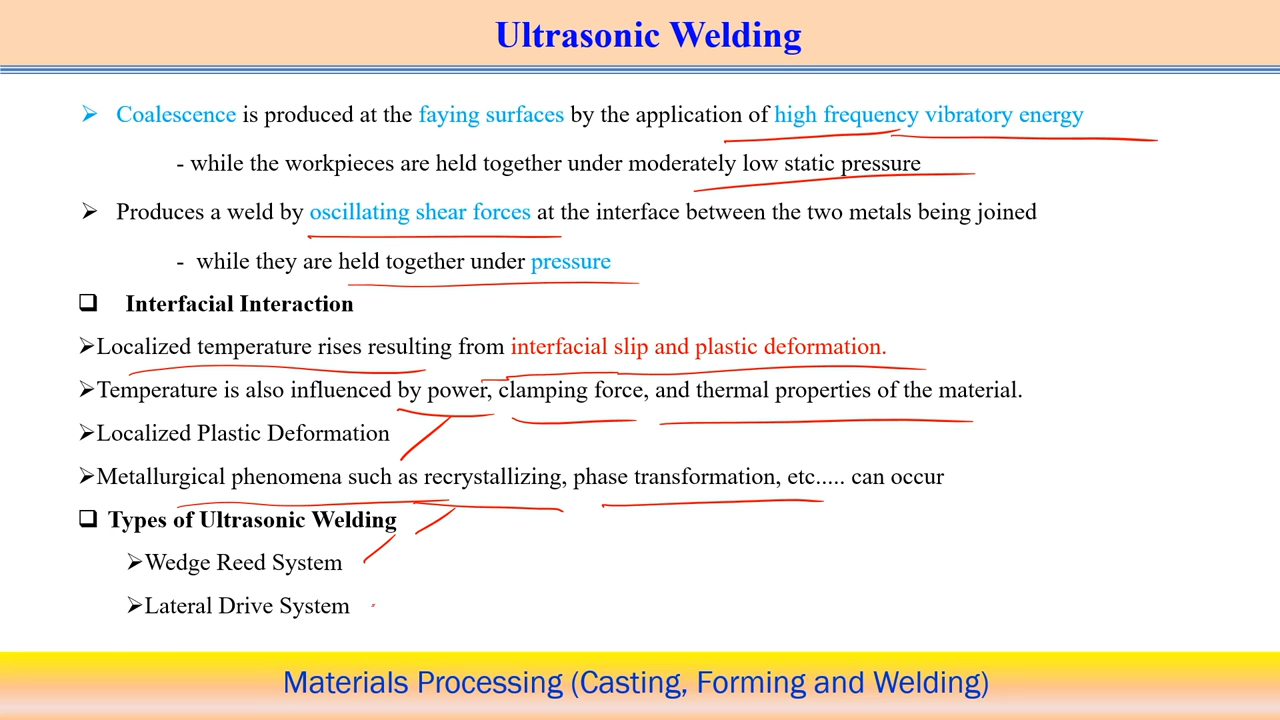 Ultrasonic Welding
➢ Coalescence is produced at the faying surfaces by the application of high frequency vibratory energy
- while the workpieces are held together under moderately low static pressure
➢ Produces a weld by oscillating shear forces at the interface between the two metals being joined
- while they are held together under pressure
❑ Interfacial Interaction
➢Localized temperature rises resulting from interfacial slip and plastic deformation.
➢Temperature is also influenced by power, clamping force, and thermal properties of the material.
➢Localized Plastic Deformation
➢Metallurgical phenomena such as recrystallizing, phase transformation, etc..... can occur
❑ Types of Ultrasonic Welding
➢Wedge Reed System
➢Lateral Drive System
Materials Processing (Casting, Forming and Welding)